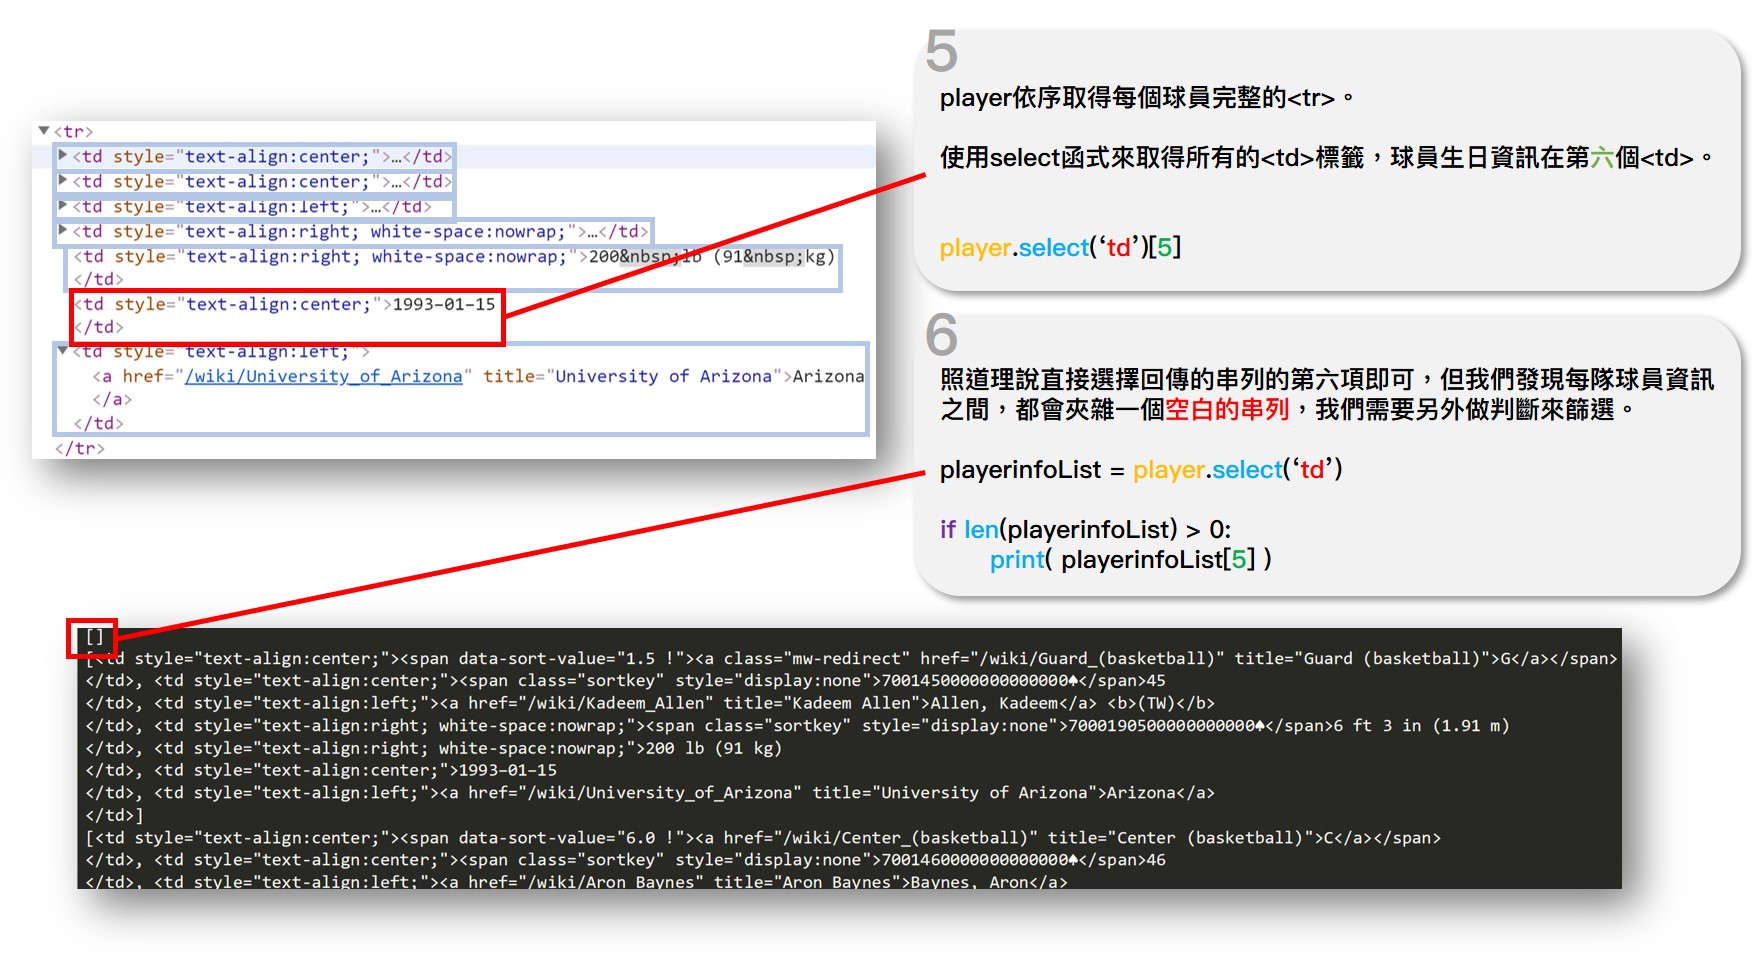 5
player依序取得每個球員完整的<tr>。
使用select函式來取得所有的<td>標籤，球員生日資訊在第六個<td>。
player.select(‘td’)[5]
▼<tr>
▶<td style="text-align:center;">…</td>
▶<td style="text-align:center;">…</td>
▶<td style="text-align:left;">…</td>
▶<td style="text-align:right; white-space:nowrap;">…</td>
<td style="text-align:right; white-space:nowrap;">200&nbsp;lb (91&nbsp;kg)
</td>
<td style="text-align:center;">1993–01–15
</td>
▼<td style="text-align:left;">
<a href="/wiki/University_of_Arizona" title="University of Arizona">Arizona
</a>
</td>
</tr>
6
照道理說直接選擇回傳的串列的第六項即可，但我們發現每隊球員資訊
之間，都會夾雜一個空白的串列，我們需要另外做判斷來篩選。
playerinfoList = player.select(‘td’)
if len(playerinfoList) > 0:
print( playerinfoList[5] )
[]
[<td style="text-align:center;"><span data-sort-value="1.5 !"><a class="mw-redirect" href="/wiki/Guard_(basketball)" title="Guard (basketball)">G</a></span>
</td>, <td style="text-align:center;"><span class="sortkey" style="display:none">7001450000000000000♠</span>45
</td>, <td style="text-align:left;"><a href="/wiki/Kadeem_Allen" title="Kadeem Allen">Allen, Kadeem</a> <b>(TW)</b>
</td>, <td style="text-align:right; white-space:nowrap;"><span class="sortkey" style="display:none">7000190500000000000♠</span>6 ft 3 in (1.91 m)
</td>, <td style="text-align:right; white-space:nowrap;">200 lb (91 kg)
</td>, <td style="text-align:center;">1993–01–15
</td>, <td style="text-align:left;"><a href="/wiki/University_of_Arizona" title="University of Arizona">Arizona</a>
</td>]
[<td style="text-align:center;"><span data-sort-value="6.0 !"><a href="/wiki/Center_(basketball)" title="Center (basketball)">C</a></span>
</td>, <td style="text-align:center;"><span class="sortkey" style="display:none">7001460000000000000♠</span>46
</td>, <td style="text-align:left;"><a href="/wiki/Aron_Baynes" title="Aron Baynes">Baynes, Aron</a>